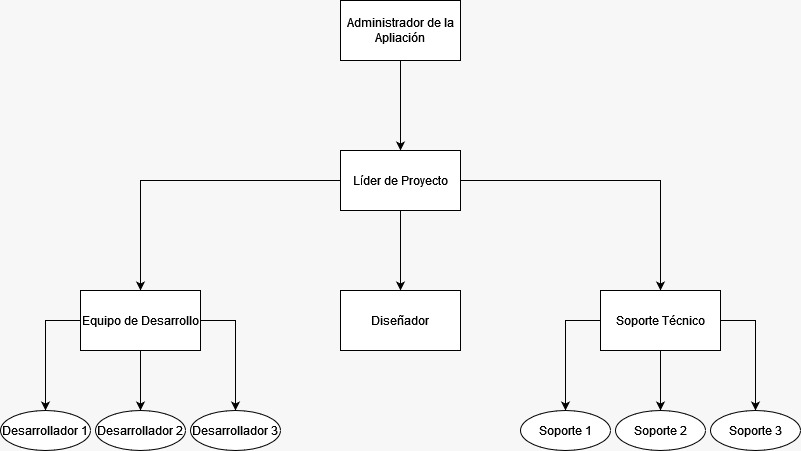 Administrador de la
Apliación
Líder de Proyecto
Equipo de Desarrollo
Diseñador
Soporte Técnico
Desarrollador 1
Desarrollador 2
Desarrollador 3
Soporte 1
Soporte 2
Soporte 3